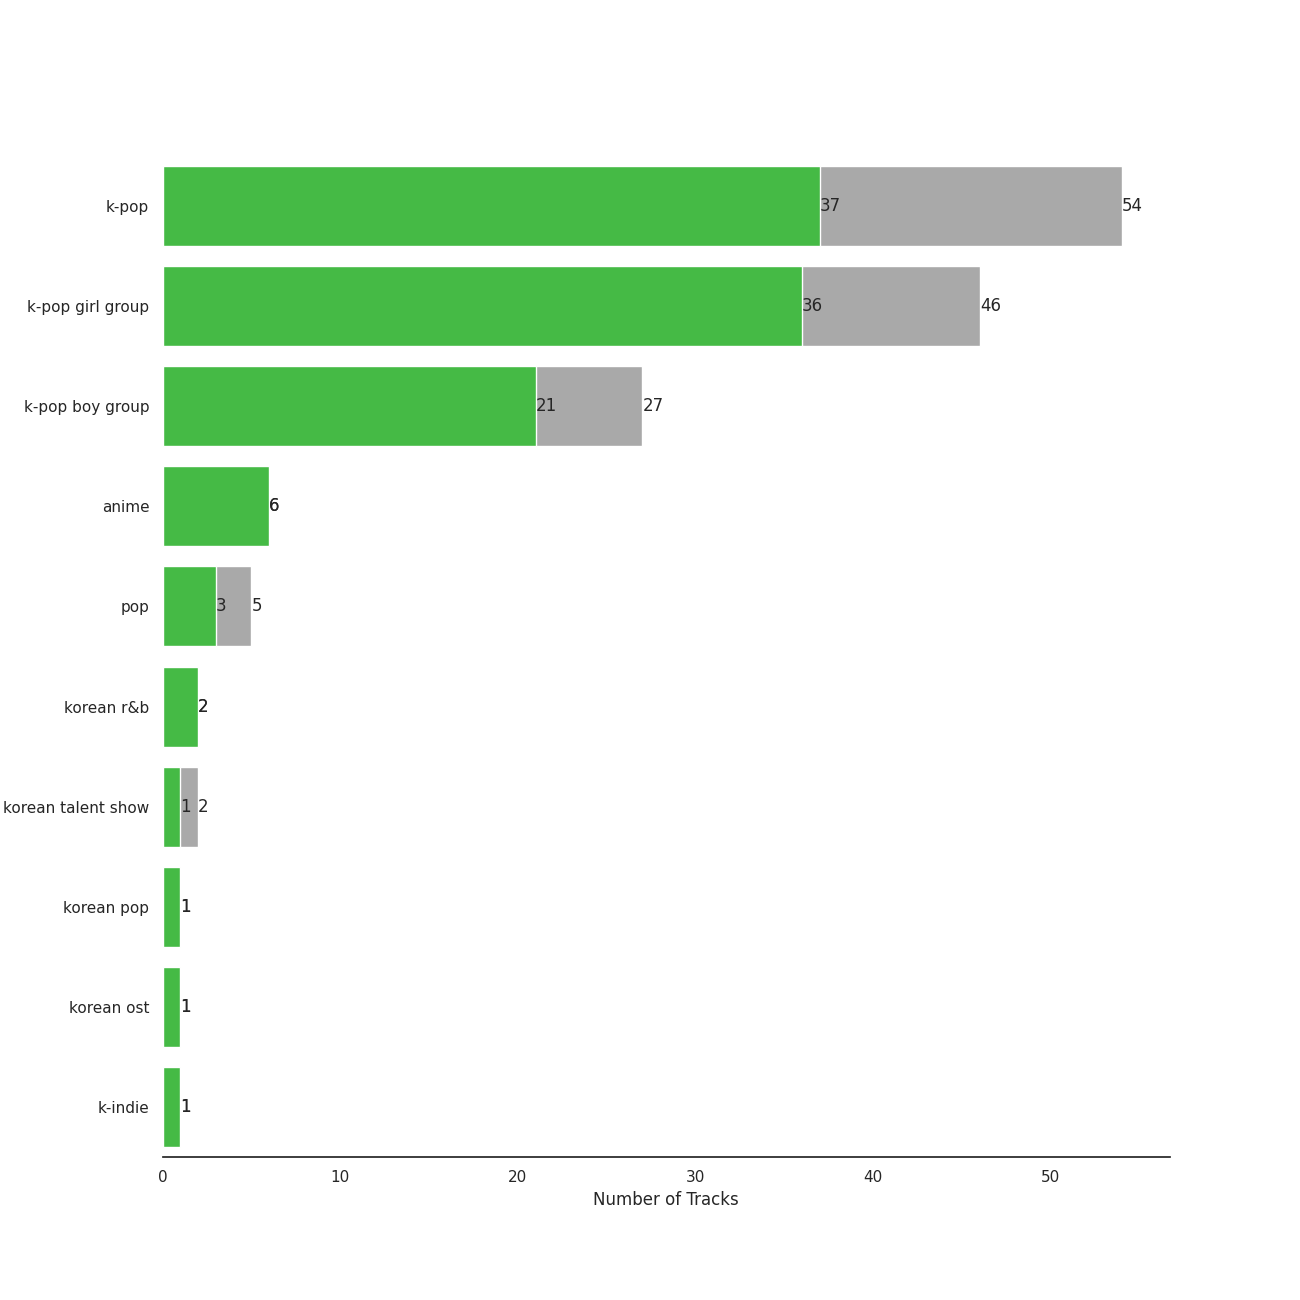 k-pop 37 54
k-pop girl group 36 46
k-pop boy group 21 27
anime 6
pop 3 5
korean r&b 2
korean talent show 1 2
korean pop 1
korean ost 1
k-indie 1
0 10 20 30 40 50
Number of Tracks